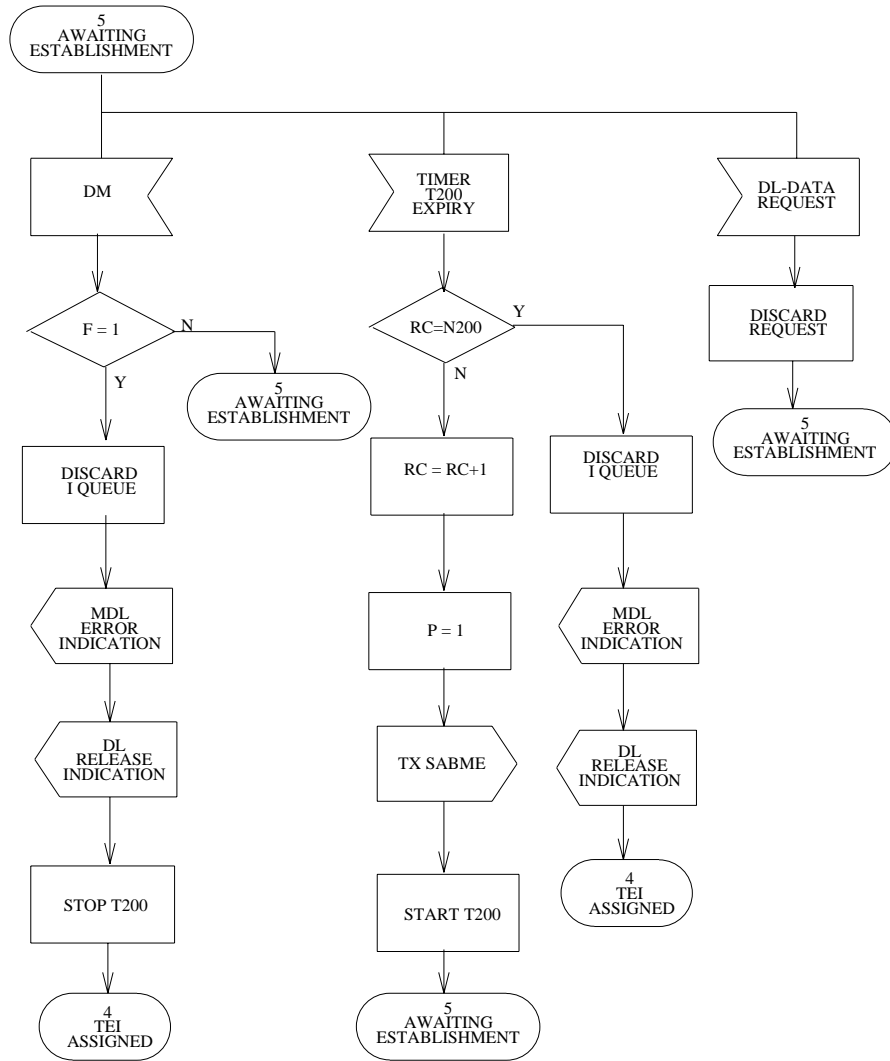 5
AWAITING
ESTABLISHMENT
DM
F = 1
N
Y
5
AWAITING
ESTABLISHMENT
DISCARD
I QUEUE
MDL
ERROR
INDICATION
DL
RELEASE
INDICATION
STOP T200
4
TEI
ASSIGNED
TIMER
T200
EXPIRY
RC=N200
Y
N
RC = RC+1
P = 1
TX SABME
START T200
5
AWAITING
ESTABLISHMENT
DISCARD
I QUEUE
MDL
ERROR
INDICATION
DL
RELEASE
INDICATION
4
TEI
ASSIGNED
DL-DATA
REQUEST
DISCARD
REQUEST
5
AWAITING
ESTABLISHMENT